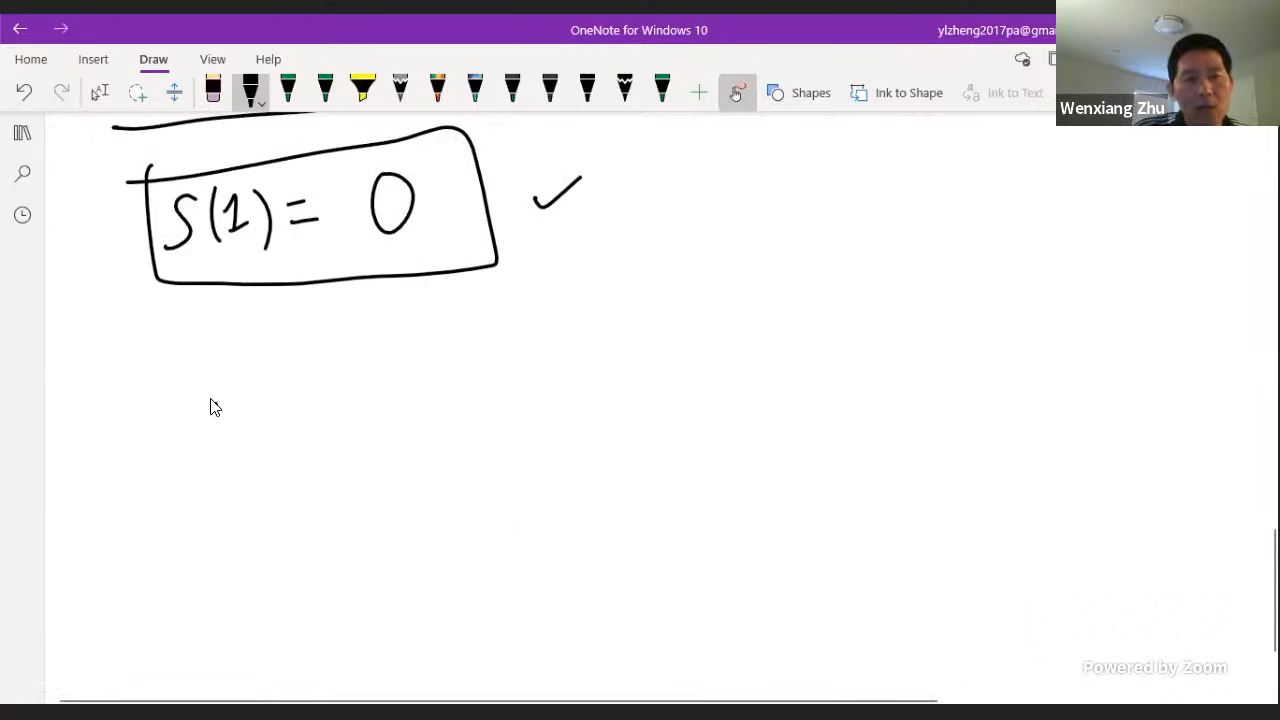 OneNote for Windows 10
ylzheng2017pa@gmai
Home Insert Draw View Help
Shapes Ink to Shape Ink to Text
Wenxiang Zhu
S(1) = 0 ✓
Powered by Zoom